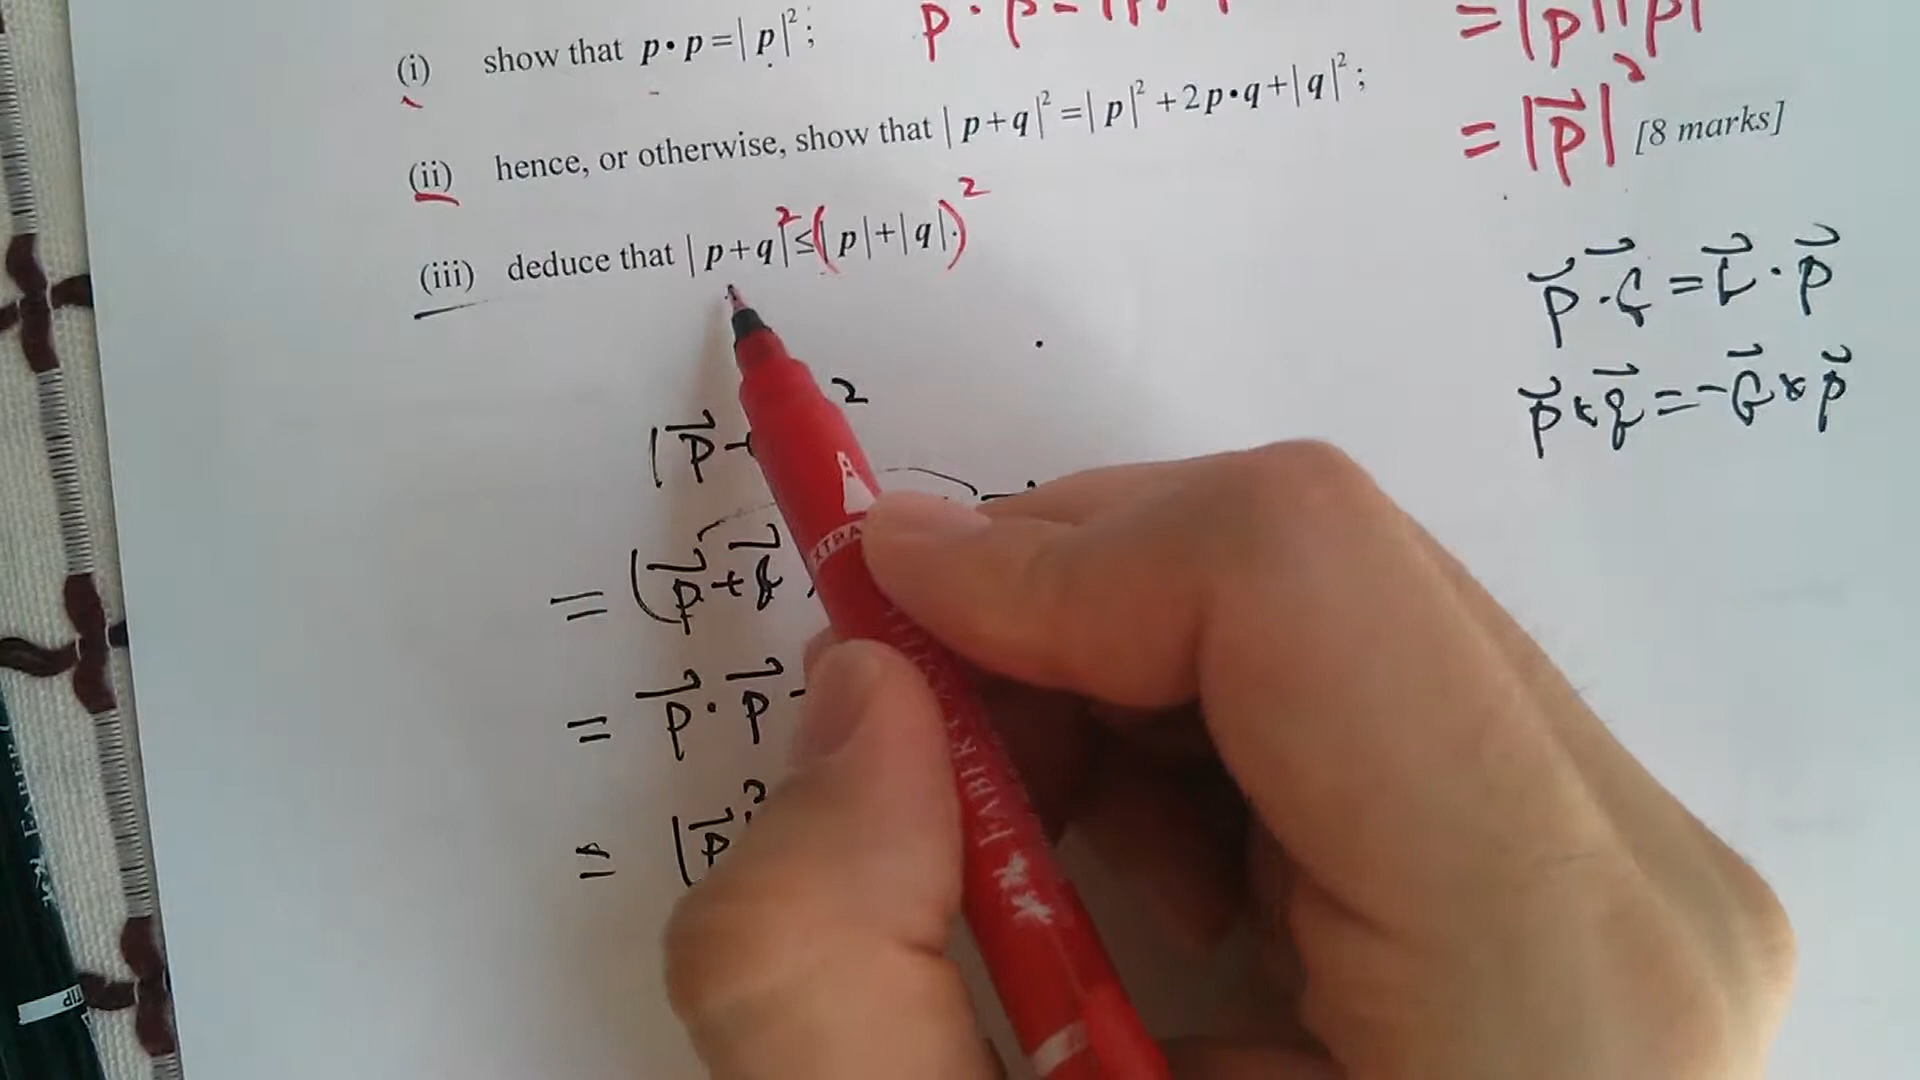 (i) show that p • p = | p |² ;
= |p||p|
(ii) hence, or otherwise, show that | p + q |² = | p |² + 2p • q + | q |² ;
= |p⃗|² [8 marks]
(iii) deduce that | p + q |² ≤ ( | p | + | q | . )²
p⃗ · q⃗ = q⃗ · p⃗
p⃗ × q⃗ = - q⃗ × p⃗
|p⃗ + 2
= (p⃗ + q⃗
= p⃗ · p⃗
= |p⃗